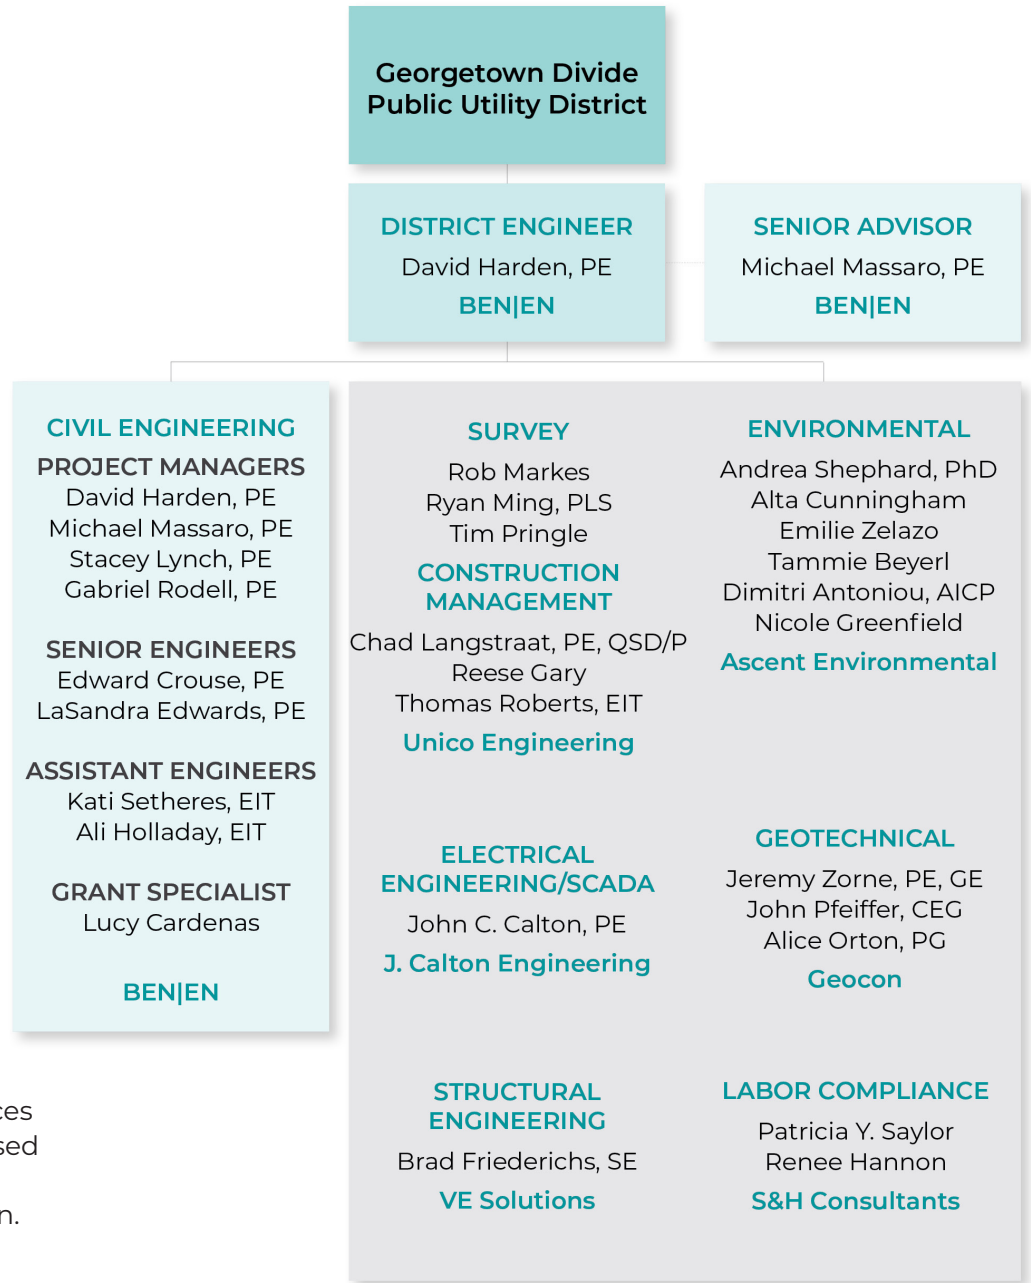 Georgetown Divide
Public Utility District
DISTRICT ENGINEER
David Harden, PE
BEN|EN
SENIOR ADVISOR
Michael Massaro, PE
BEN|EN
CIVIL ENGINEERING
PROJECT MANAGERS
David Harden, PE
Michael Massaro, PE
Stacey Lynch, PE
Gabriel Rodell, PE
SENIOR ENGINEERS
Edward Crouse, PE
LaSandra Edwards, PE
ASSISTANT ENGINEERS
Kati Setheres, EIT
Ali Holladay, EIT
GRANT SPECIALIST
Lucy Cardenas
BEN|EN
SURVEY
Rob Markes
Ryan Ming, PLS
Tim Pringle
CONSTRUCTION
MANAGEMENT
Chad Langstraat, PE, QSD/P
Reese Gary
Thomas Roberts, EIT
Unico Engineering
ENVIRONMENTAL
Andrea Shephard, PhD
Alta Cunningham
Emilie Zelazo
Tammie Beyerl
Dimitri Antoniou, AICP
Nicole Greenfield
Ascent Environmental
ELECTRICAL
ENGINEERING/SCADA
John C. Calton, PE
J. Calton Engineering
GEOTECHNICAL
Jeremy Zorne, PE, GE
John Pfeiffer, CEG
Alice Orton, PG
Geocon
STRUCTURAL
ENGINEERING
Brad Friederichs, SE
VE Solutions
LABOR COMPLIANCE
Patricia Y. Saylor
Renee Hannon
S&H Consultants